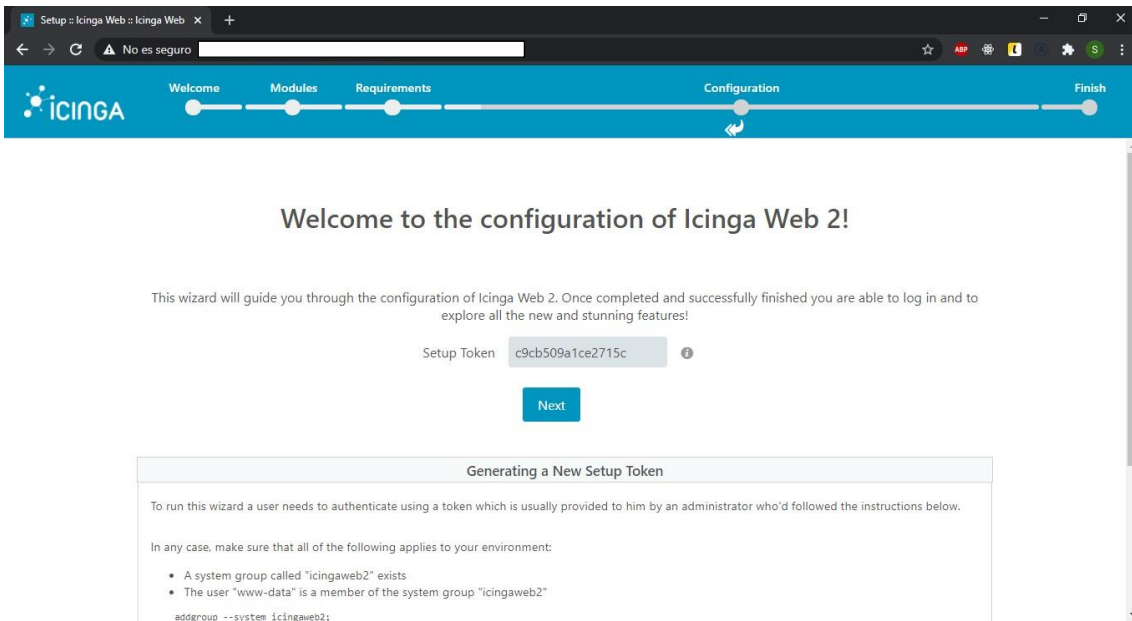 Setup :: Icinga Web :: Icinga Web
No es seguro
ABP
S
Welcome Modules Requirements Configuration Finish
ICINGA
Welcome to the configuration of Icinga Web 2!
This wizard will guide you through the configuration of Icinga Web 2. Once completed and successfully finished you are able to log in and to
explore all the new and stunning features!
Setup Token c9cb509a1ce2715c
Next
Generating a New Setup Token
To run this wizard a user needs to authenticate using a token which is usually provided to him by an administrator who'd followed the instructions below.
In any case, make sure that all of the following applies to your environment:
• A system group called "icingaweb2" exists
• The user "www-data" is a member of the system group "icingaweb2"
addgroup --system icingaweb2;